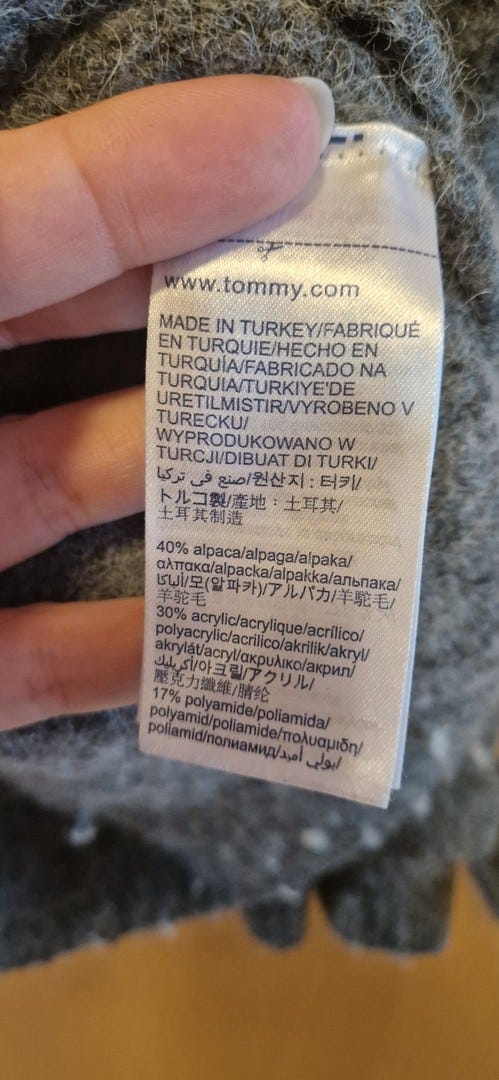 www.tommy.com
MADE IN TURKEY/FABRIQUÉ
EN TURQUIE/HECHO EN
TURQUÍA/FABRICADO NA
TURQUIA/TURKIYE'DE
URETILMISTIR/VYROBENO V
TURECKU/
WYPRODUKOWANO W
TURCJI/DIBUAT DI TURKI/
صنع في تركيا/원산지 : 터키/
トルコ製/產地：土耳其/
土耳其制造
40% alpaca/alpaga/alpaka/
αλπακα/alpacka/alpakka/альпака/
ألباكا/모(알파카)/アルパカ/羊駝毛/
羊驼毛
30% acrylic/acrylique/acrílico/
polyacrylic/acrilico/akrilik/akryl/
akrylát/acryl/ακρυλικο/акрил/
أكريليك/아크릴/アクリル/
壓克力纖維/腈纶
17% polyamide/poliamida/
polyamid/poliamide/πολυαμιδη/
poliamid/полиамид/بولي أميد/